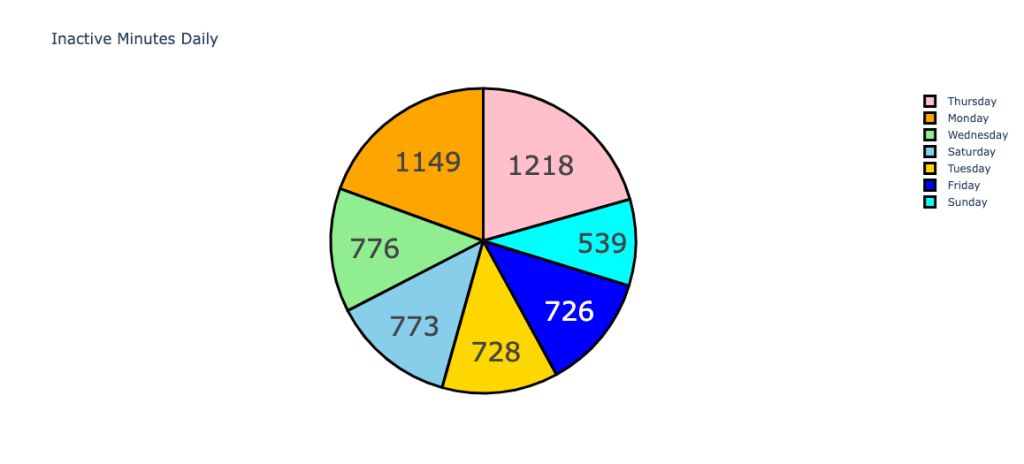 Inactive Minutes Daily
1149
1218
776
539
773
726
728
Thursday
Monday
Wednesday
Saturday
Tuesday
Friday
Sunday